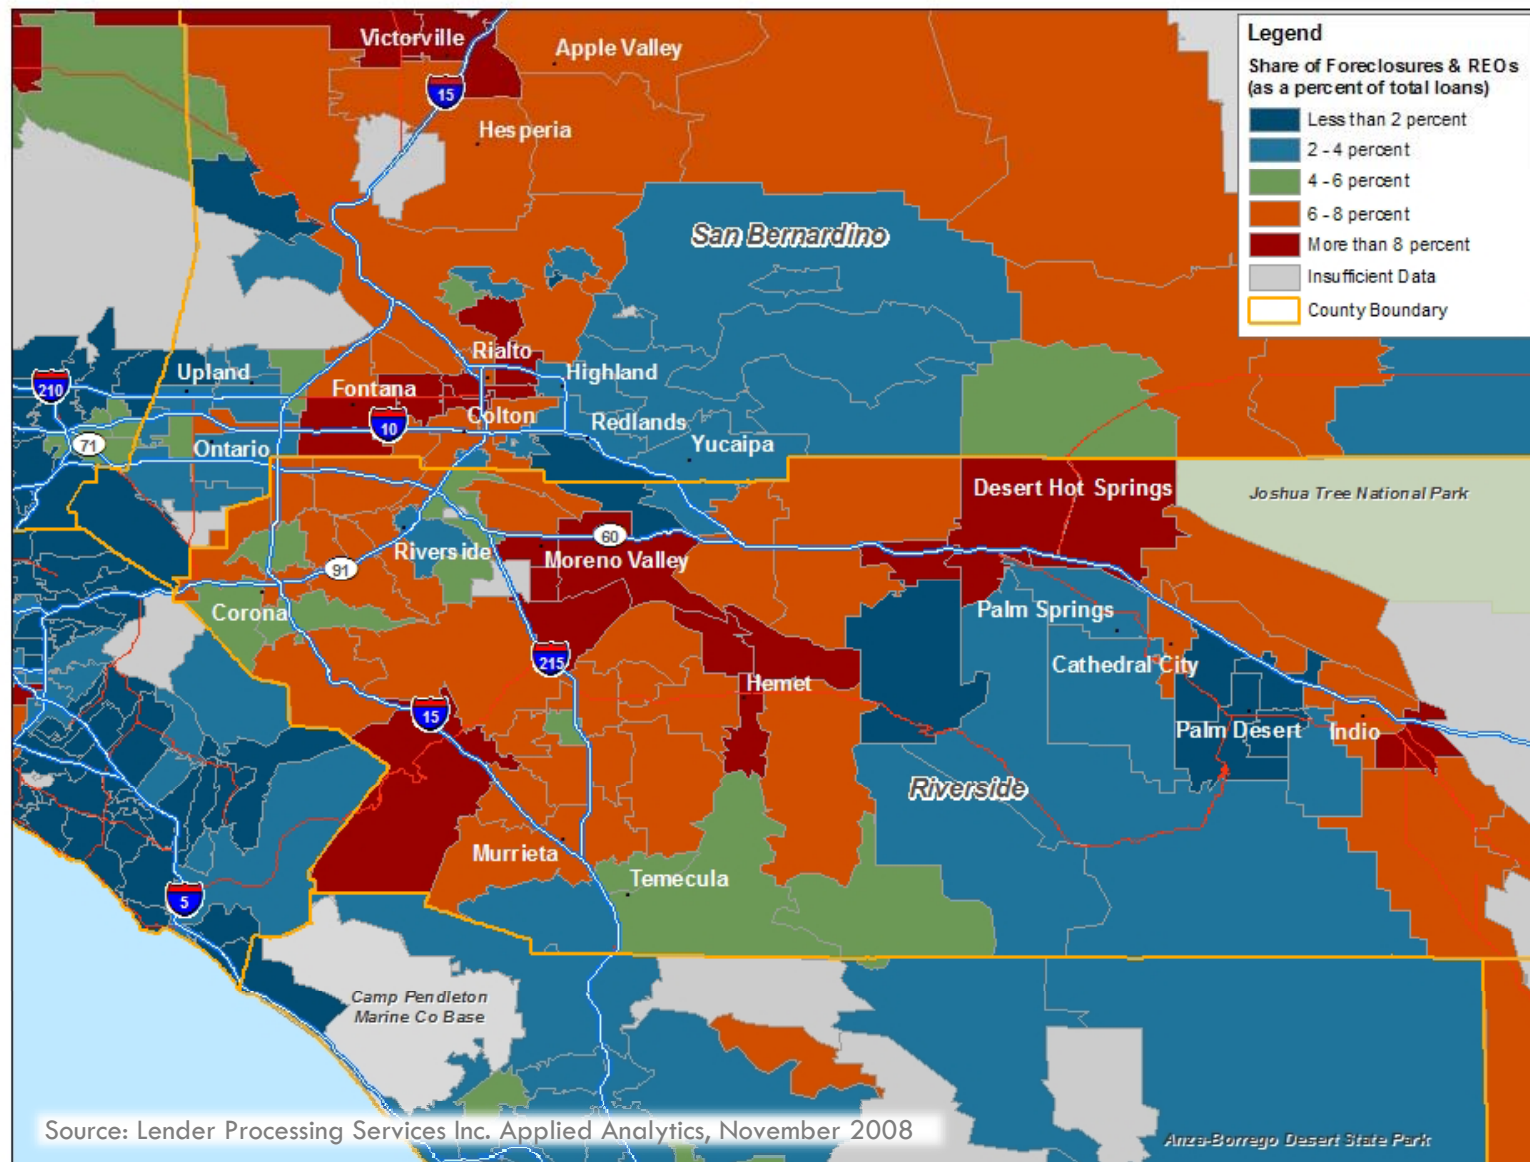 Legend
Share of Foreclosures & REOs
(as a percent of total loans)
Less than 2 percent
2 - 4 percent
4 - 6 percent
6 - 8 percent
More than 8 percent
Insufficient Data
County Boundary
Victorville
Apple Valley
15
Hesperia
San Bernardino
Rialto
Upland
Highland
210
Fontana
Colton
10
Redlands
71
Ontario
Yucaipa
Desert Hot Springs
Joshua Tree National Park
60
Riverside
Moreno Valley
91
Corona
Palm Springs
215
Cathedral City
Hemet
15
Palm Desert
Indio
Riverside
Murrieta
Temecula
5
Camp Pendleton
Marine Co Base
Source: Lender Processing Services Inc. Applied Analytics, November 2008
Anza-Borrego Desert State Park